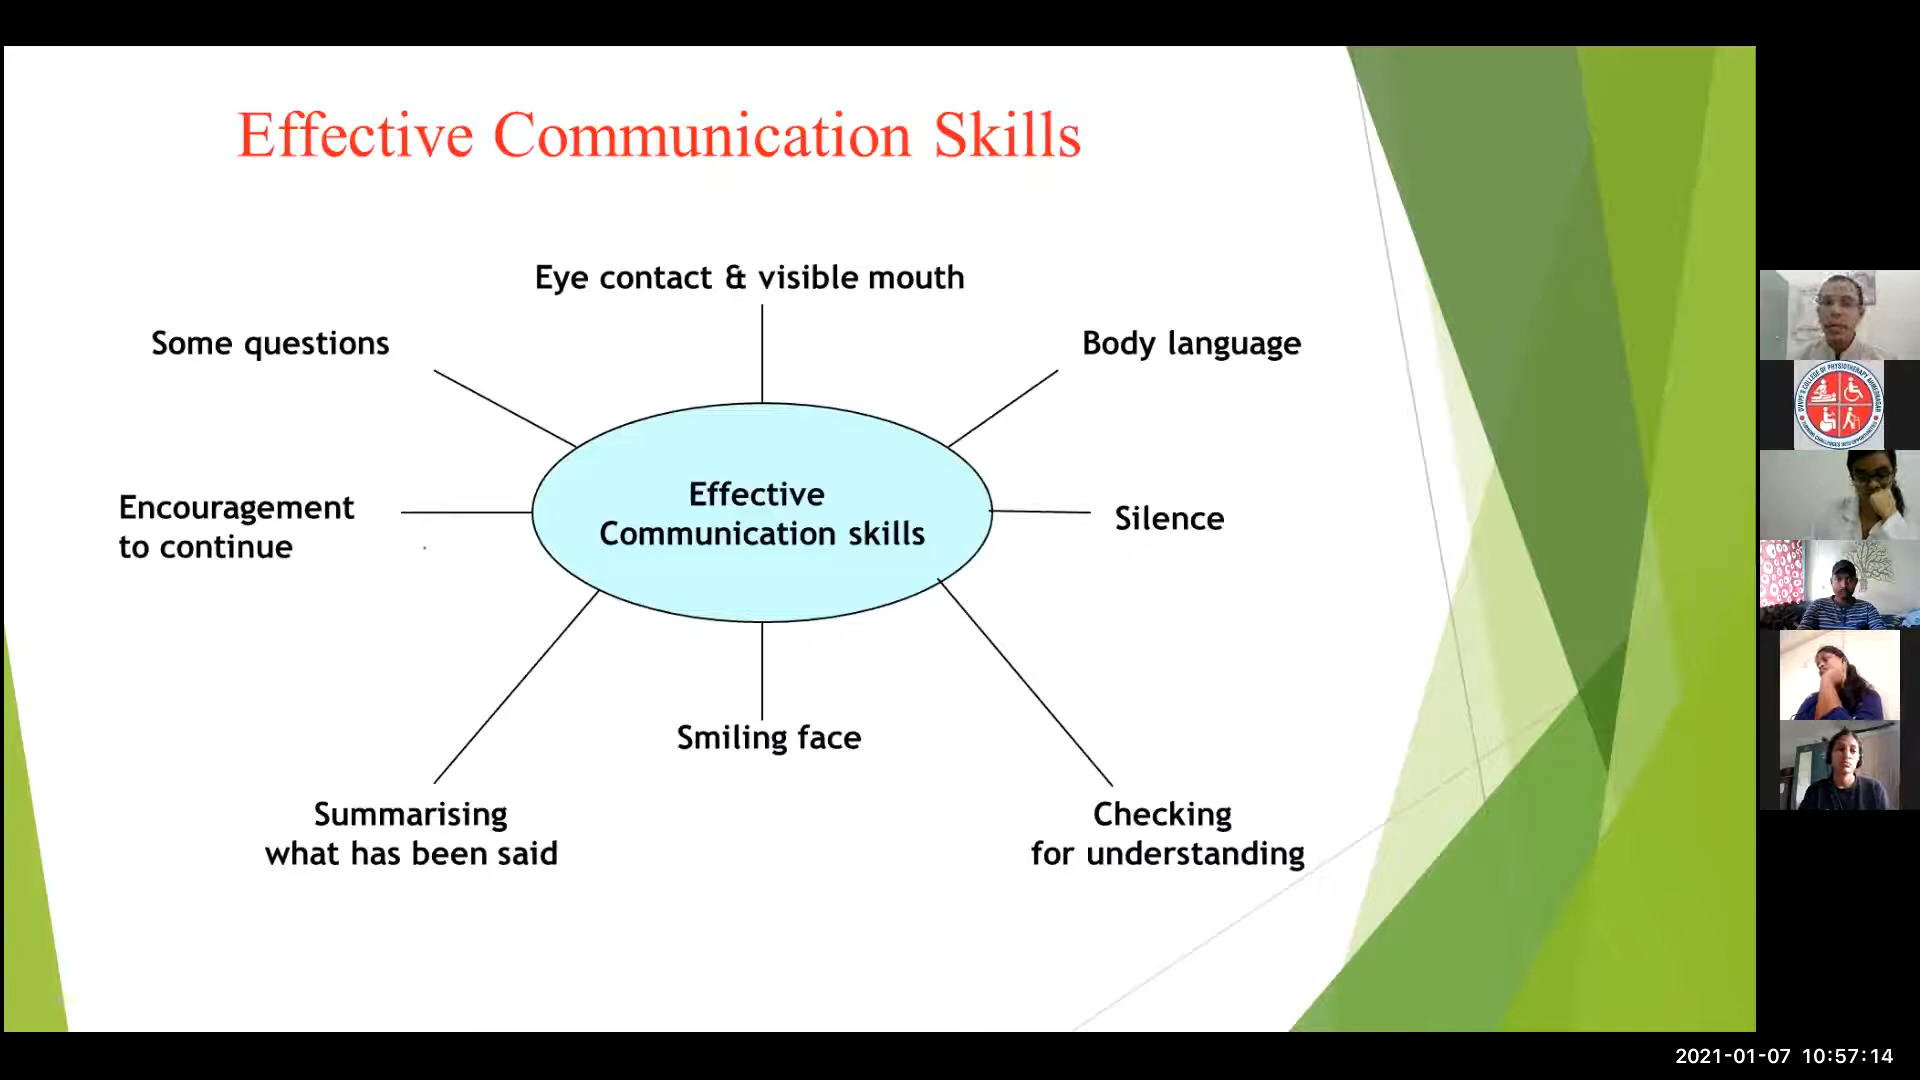 Effective Communication Skills
Eye contact & visible mouth
Some questions
Body language
Effective
Communication skills
Encouragement
to continue
Silence
Smiling face
Summarising
what has been said
Checking
for understanding
2021-01-07 10:57:14